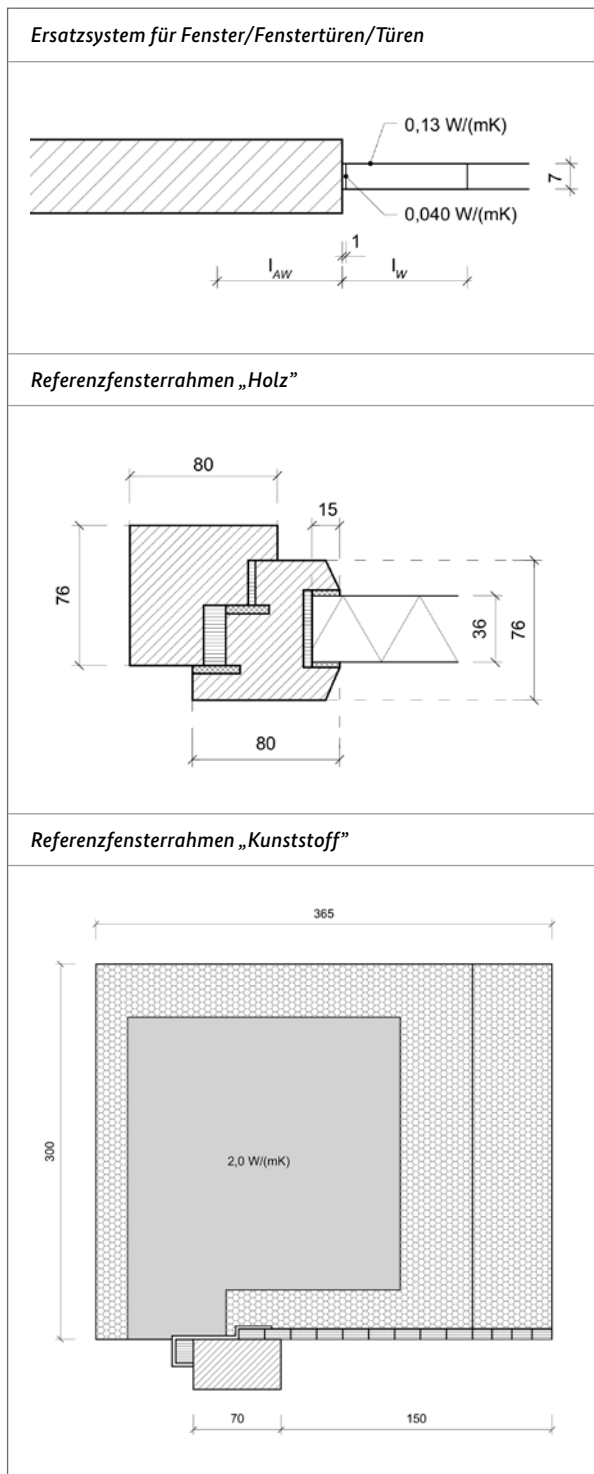 Ersatzsystem für Fenster/Fenstertüren/Türen
0,13 W/(mK)
7
0,040 W/(mK)
1
l_AW
l_W
Referenzfensterrahmen „Holz”
80
15
76
36
76
80
Referenzfensterrahmen „Kunststoff”
365
300
2,0 W/(mK)
70
150